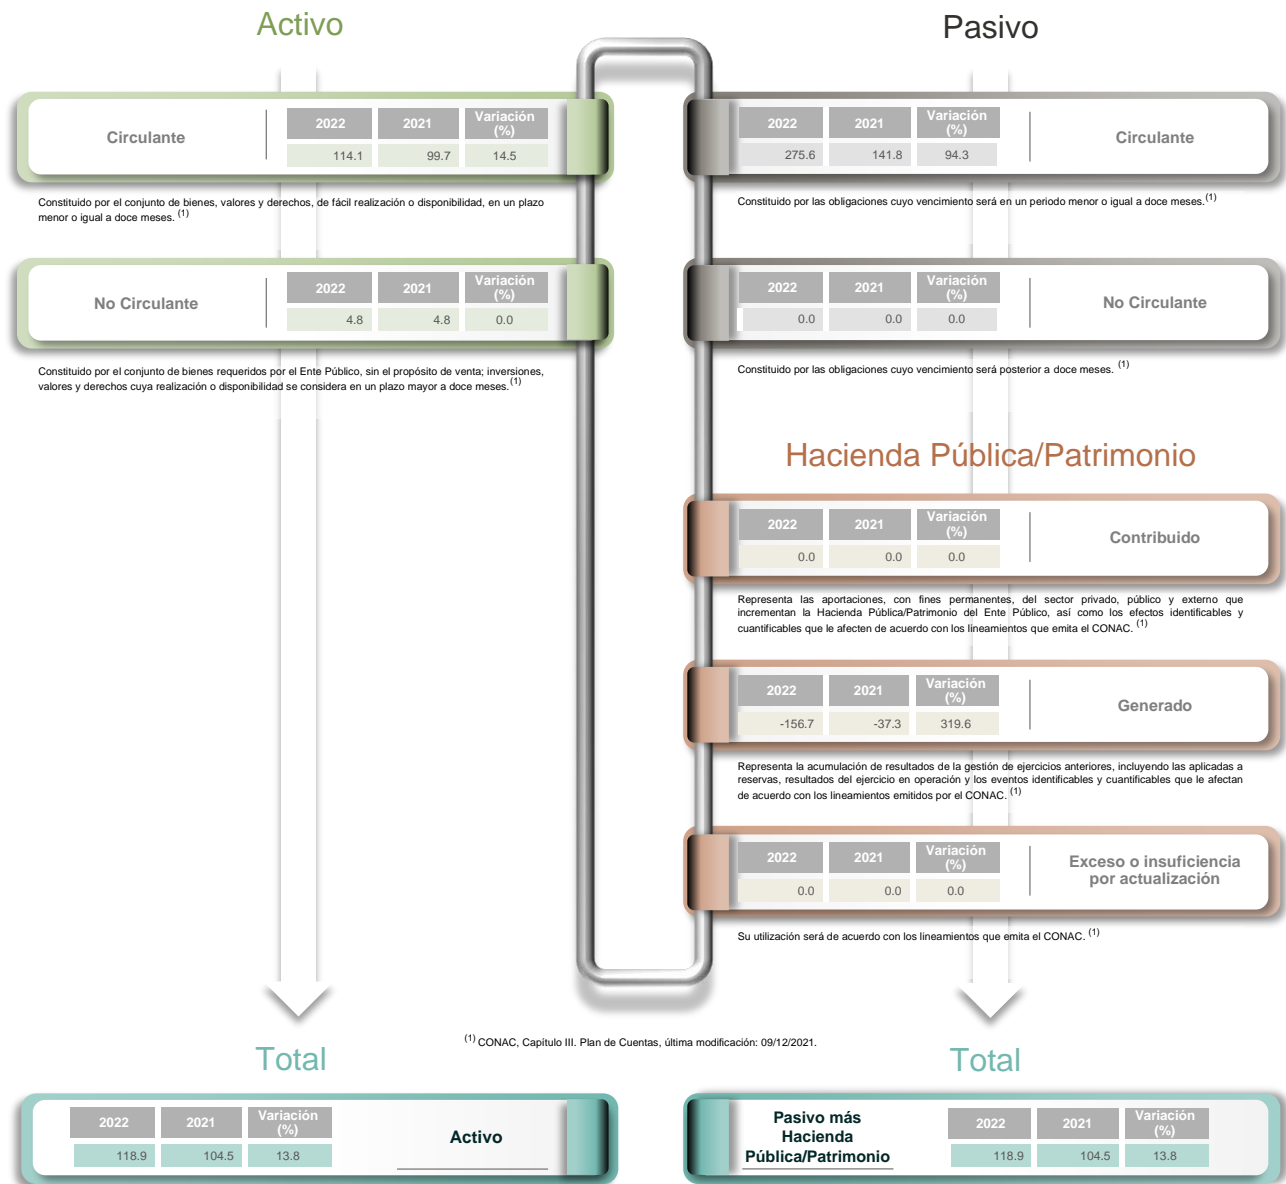 Activo
Circulante
2022 2021 Variación (%)
114.1 99.7 14.5
Constituido por el conjunto de bienes, valores y derechos, de fácil realización o disponibilidad, en un plazo
menor o igual a doce meses. (1)
No Circulante
2022 2021 Variación (%)
4.8 4.8 0.0
Constituido por el conjunto de bienes requeridos por el Ente Público, sin el propósito de venta; inversiones,
valores y derechos cuya realización o disponibilidad se considera en un plazo mayor a doce meses. (1)
Pasivo
2022 2021 Variación (%)
275.6 141.8 94.3
Circulante
Constituido por las obligaciones cuyo vencimiento será en un periodo menor o igual a doce meses. (1)
2022 2021 Variación (%)
0.0 0.0 0.0
No Circulante
Constituido por las obligaciones cuyo vencimiento será posterior a doce meses. (1)
Hacienda Pública/Patrimonio
2022 2021 Variación (%)
0.0 0.0 0.0
Contribuido
Representa las aportaciones, con fines permanentes, del sector privado, público y externo que
incrementan la Hacienda Pública/Patrimonio del Ente Público, así como los efectos identificables y
cuantificables que le afecten de acuerdo con los lineamientos que emita el CONAC. (1)
2022 2021 Variación (%)
-156.7 -37.3 319.6
Generado
Representa la acumulación de resultados de la gestión de ejercicios anteriores, incluyendo las aplicadas a
reservas, resultados del ejercicio en operación y los eventos identificables y cuantificables que le afectan
de acuerdo con los lineamientos emitidos por el CONAC. (1)
2022 2021 Variación (%)
0.0 0.0 0.0
Exceso o insuficiencia
por actualización
Su utilización será de acuerdo con los lineamientos que emita el CONAC. (1)
(1) CONAC, Capítulo III. Plan de Cuentas, última modificación: 09/12/2021.
Total
2022 2021 Variación (%)
118.9 104.5 13.8
Activo
Total
Pasivo más
Hacienda
Pública/Patrimonio
2022 2021 Variación (%)
118.9 104.5 13.8